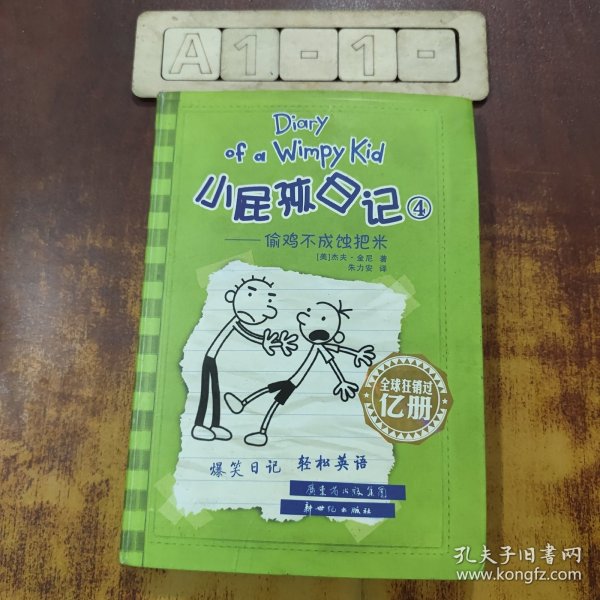 A 1 - 1 -
Diary
of a Wimpy Kid
小屁孩日记④
——偷鸡不成蚀把米
[美]杰夫·金尼 著
朱力安 译
全球狂销过
亿册
爆笑日记 轻松英语
新世纪出版社
孔夫子旧书网
www.kongfz.com